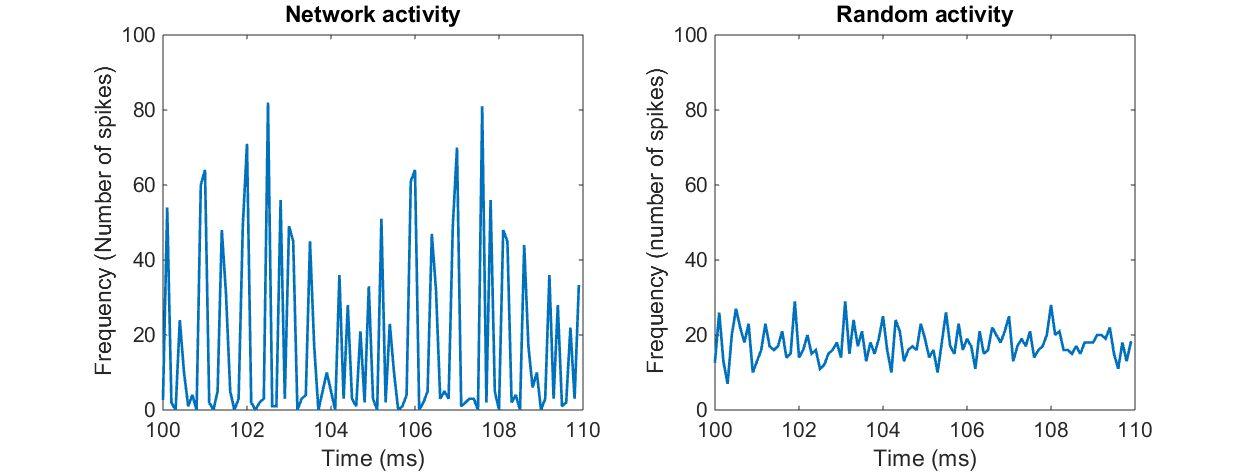 Network activity
Frequency (Number of spikes)
100
80
60
40
20
0
100 102 104 106 108 110
Time (ms)
Random activity
Frequency (number of spikes)
100
80
60
40
20
0
100 102 104 106 108 110
Time (ms)